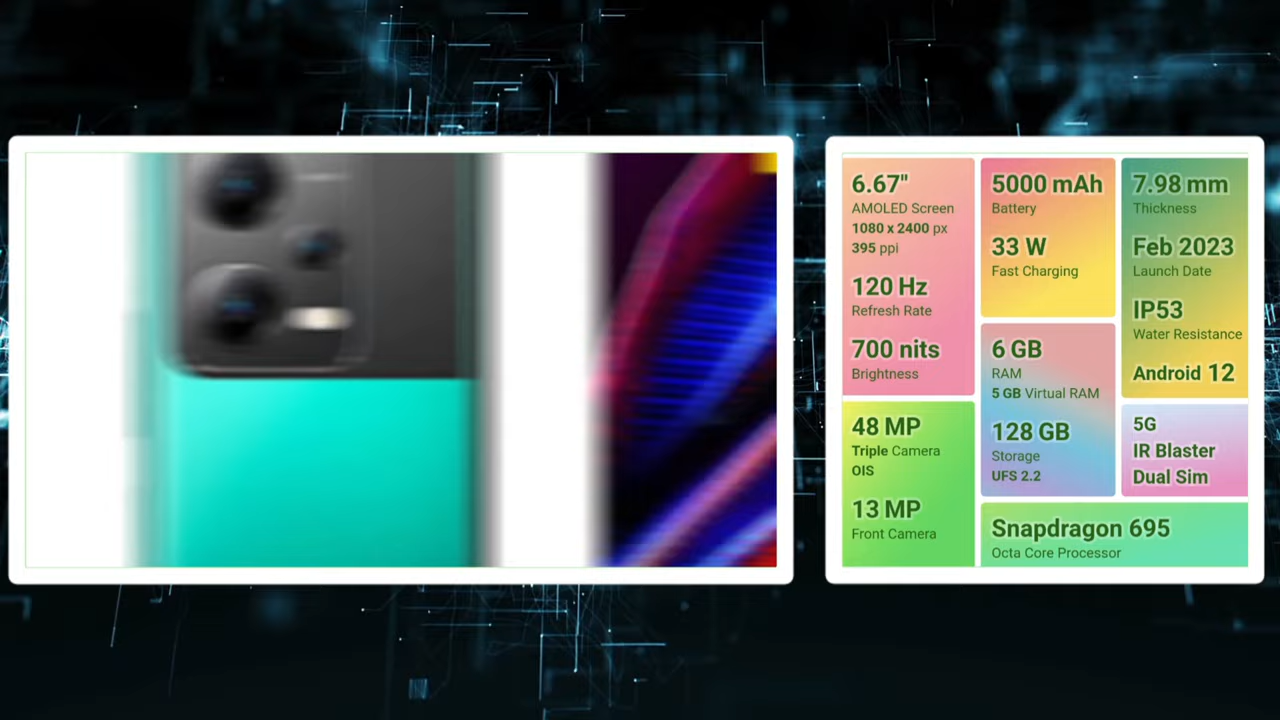 6.67"
AMOLED Screen
1080 x 2400 px
395 ppi
120 Hz
Refresh Rate
700 nits
Brightness
48 MP
Triple Camera
OIS
13 MP
Front Camera
5000 mAh
Battery
33 W
Fast Charging
6 GB
RAM
5 GB Virtual RAM
128 GB
Storage
UFS 2.2
7.98 mm
Thickness
Feb 2023
Launch Date
IP53
Water Resistance
Android 12
5G
IR Blaster
Dual Sim
Snapdragon 695
Octa Core Processor